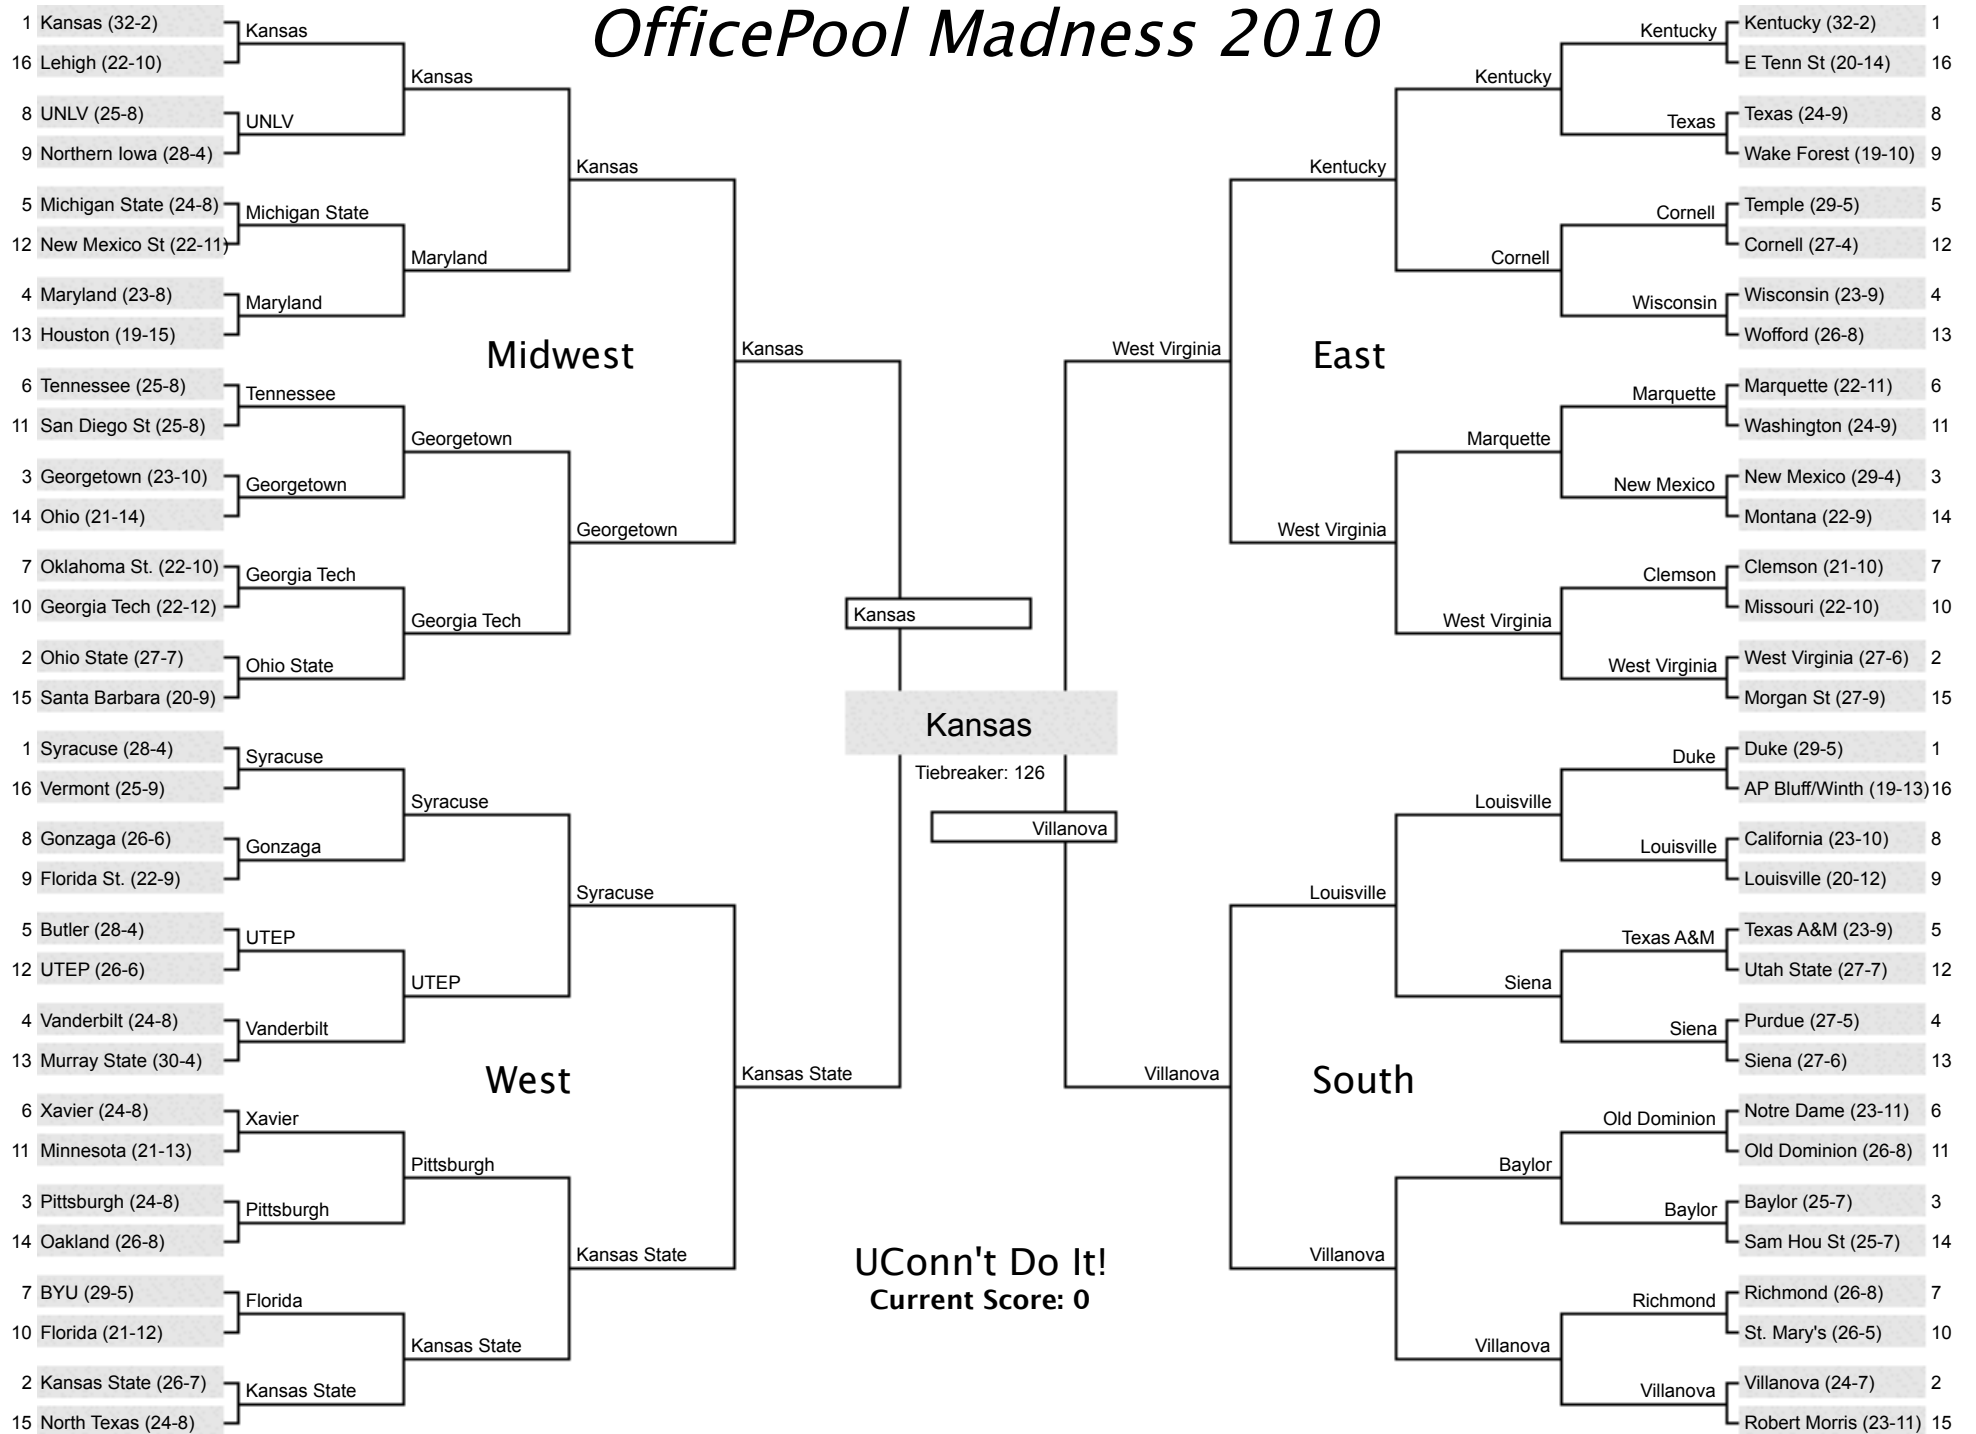 OfficePool Madness 2010
1 Kansas (32-2)
16 Lehigh (22-10)
8 UNLV (25-8)
9 Northern Iowa (28-4)
5 Michigan State (24-8)
12 New Mexico St (22-11)
4 Maryland (23-8)
13 Houston (19-15)
6 Tennessee (25-8)
11 San Diego St (25-8)
3 Georgetown (23-10)
14 Ohio (21-14)
7 Oklahoma St. (22-10)
10 Georgia Tech (22-12)
2 Ohio State (27-7)
15 Santa Barbara (20-9)
Kansas
UNLV
Michigan State
Maryland
Tennessee
Georgetown
Georgia Tech
Ohio State
Kansas
Maryland
Georgetown
Georgia Tech
Kansas
Georgetown
Kansas
Midwest
1 Syracuse (28-4)
16 Vermont (25-9)
8 Gonzaga (26-6)
9 Florida St. (22-9)
5 Butler (28-4)
12 UTEP (26-6)
4 Vanderbilt (24-8)
13 Murray State (30-4)
6 Xavier (24-8)
11 Minnesota (21-13)
3 Pittsburgh (24-8)
14 Oakland (26-8)
7 BYU (29-5)
10 Florida (21-12)
2 Kansas State (26-7)
15 North Texas (24-8)
Syracuse
Gonzaga
UTEP
Vanderbilt
Xavier
Pittsburgh
Florida
Kansas State
Syracuse
UTEP
Pittsburgh
Kansas State
Syracuse
Kansas State
Kansas State
West
Kansas
Kansas
Tiebreaker: 126
Villanova
UConn't Do It!
Current Score: 0
Kentucky (32-2) 1
E Tenn St (20-14) 16
Texas (24-9) 8
Wake Forest (19-10) 9
Temple (29-5) 5
Cornell (27-4) 12
Wisconsin (23-9) 4
Wofford (26-8) 13
Marquette (22-11) 6
Washington (24-9) 11
New Mexico (29-4) 3
Montana (22-9) 14
Clemson (21-10) 7
Missouri (22-10) 10
West Virginia (27-6) 2
Morgan St (27-9) 15
Kentucky
Texas
Cornell
Wisconsin
Marquette
New Mexico
Clemson
West Virginia
Kentucky
Cornell
Marquette
West Virginia
Kentucky
West Virginia
West Virginia
East
Duke (29-5) 1
AP Bluff/Winth (19-13) 16
California (23-10) 8
Louisville (20-12) 9
Texas A&M (23-9) 5
Utah State (27-7) 12
Purdue (27-5) 4
Siena (27-6) 13
Notre Dame (23-11) 6
Old Dominion (26-8) 11
Baylor (25-7) 3
Sam Hou St (25-7) 14
Richmond (26-8) 7
St. Mary's (26-5) 10
Villanova (24-7) 2
Robert Morris (23-11) 15
Duke
Louisville
Texas A&M
Siena
Old Dominion
Baylor
Richmond
Villanova
Louisville
Siena
Baylor
Villanova
Louisville
Villanova
Villanova
South